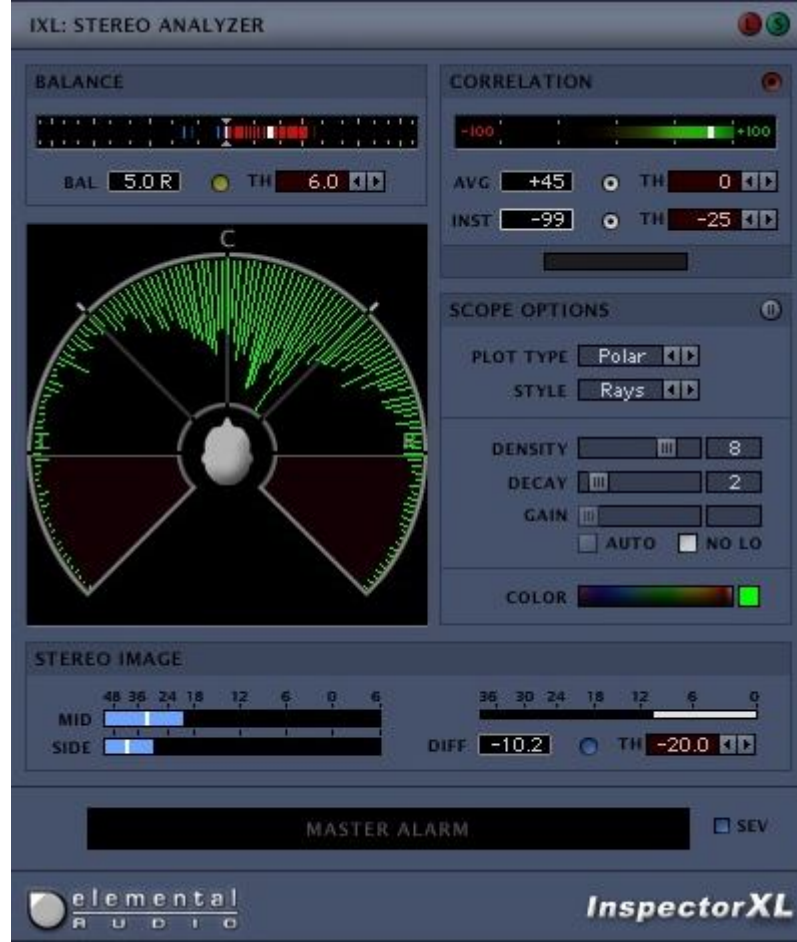 IXL: STEREO ANALYZER
L S
BALANCE
BAL 5.0 R TH 6.0
C
L R
CORRELATION
-100 +100
AVG +45 TH 0
INST -99 TH -25
SCOPE OPTIONS
PLOT TYPE Polar
STYLE Rays
DENSITY 8
DECAY 2
GAIN
AUTO NO LO
COLOR
STEREO IMAGE
48 36 24 18 12 6 0 6
MID
SIDE
36 30 24 18 12 6 0
DIFF -10.2 TH -20.0
MASTER ALARM
SEV
elemental
AUDIO
InspectorXL